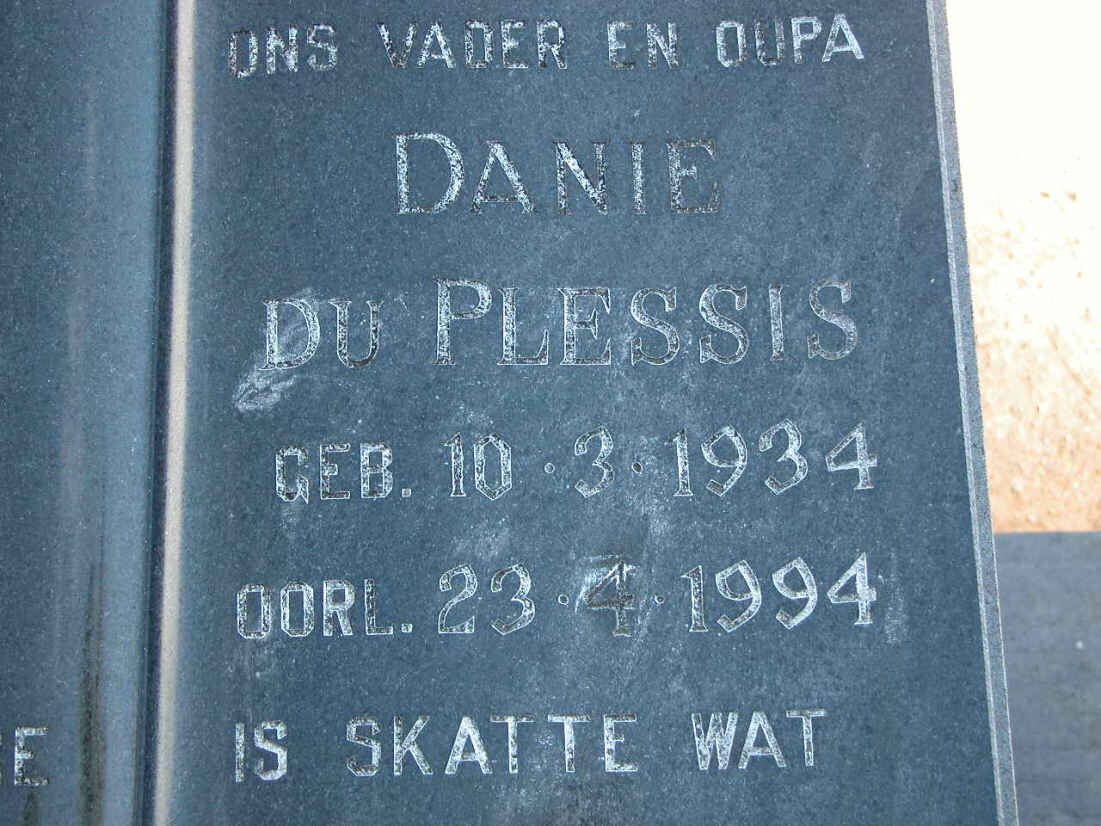 ONS VADER EN OUPA
DANIE
DU PLESSIS
GEB. 10·3·1934
OORL. 23·4·1994
IS SKATTE WAT